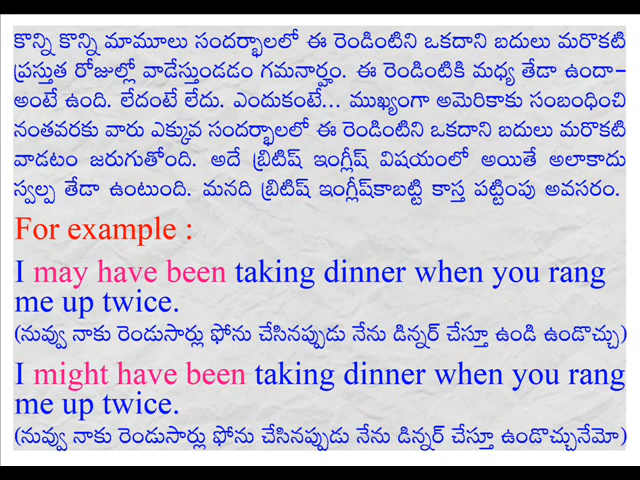 కొన్ని కొన్ని మామూలు సందర్భాలలో ఈ రెండింటిని ఒకదాని బదులు మరొకటి
ప్రస్తుత రోజుల్లో వాడేస్తుండడం గమనార్హం. ఈ రెండింటికి మధ్య తేడా ఉందా-
అంటే ఉంది. లేదంటే లేదు. ఎందుకంటే... ముఖ్యంగా అమెరికాకు సంబంధించి
నంతవరకు వారు ఎక్కువ సందర్భాలలో ఈ రెండింటిని ఒకదాని బదులు మరొకటి
వాడటం జరుగుతోంది. అదే బ్రిటిష్ ఇంగ్లీష్ విషయంలో అయితే అలాకాదు
స్వల్ప తేడా ఉంటుంది. మనది బ్రిటిష్ ఇంగ్లీష్‌కాబట్టి కాస్త పట్టింపు అవసరం.
For example :
I may have been taking dinner when you rang
me up twice.
(నువ్వు నాకు రెండుసార్లు ఫోను చేసినప్పుడు నేను డిన్నర్ చేస్తూ ఉండి ఉండొచ్చు)
I might have been taking dinner when you rang
me up twice.
(నువ్వు నాకు రెండుసార్లు ఫోను చేసినప్పుడు నేను డిన్నర్ చేస్తూ ఉండొచ్చునేమో)